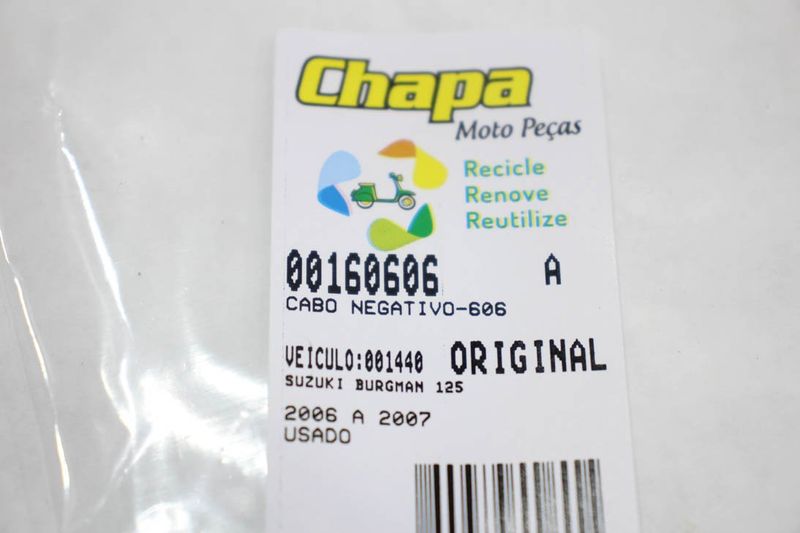 Chapa
Moto Peças
Recicle
Renove
Reutilize
00160606 A
CABO NEGATIVO-606
VEICULO:001440 ORIGINAL
SUZUKI BURGMAN 125
2006 A 2007
USADO